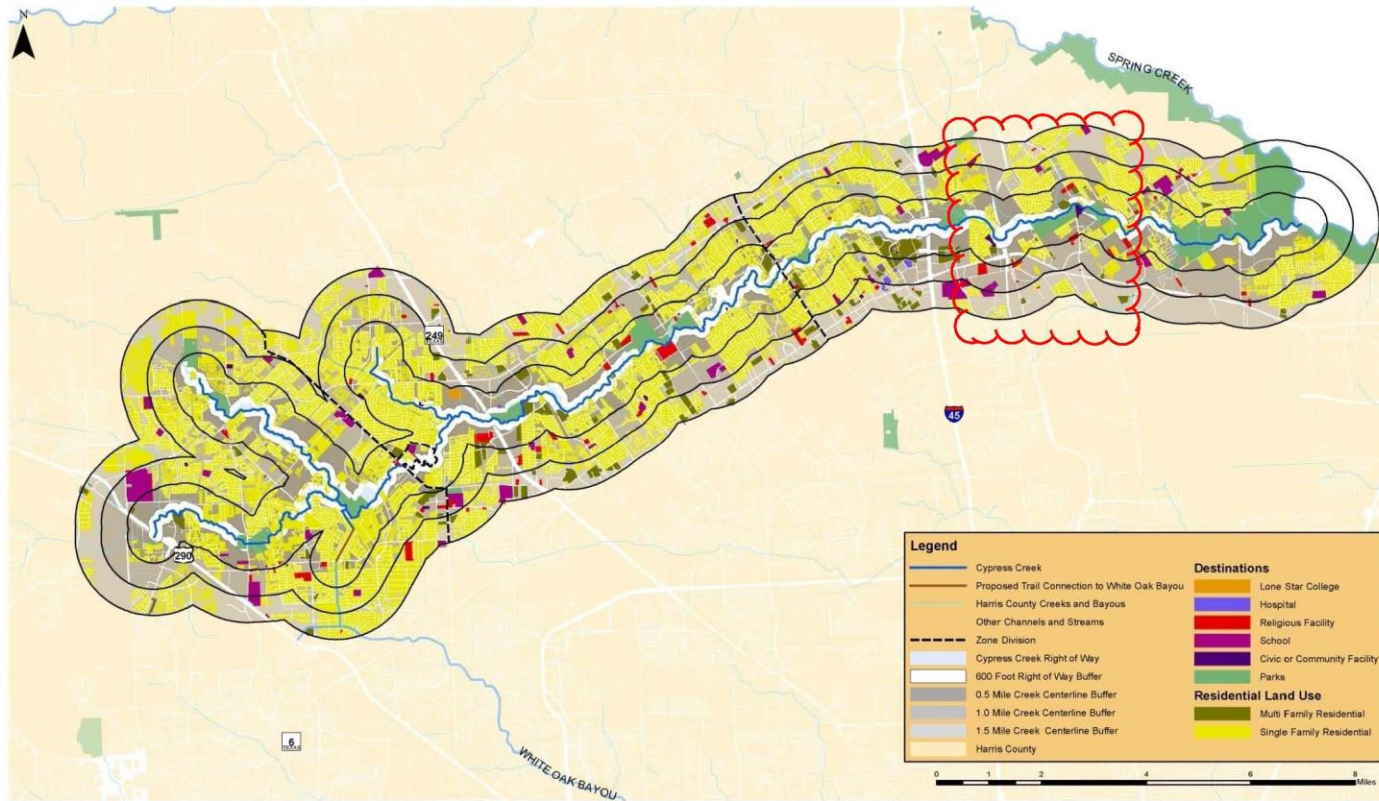 N
SPRING CREEK
249
TEXAS
45
290
6
TEXAS
WHITE OAK BAYOU
Legend
Cypress Creek
Proposed Trail Connection to White Oak Bayou
Harris County Creeks and Bayous
Other Channels and Streams
Zone Division
Cypress Creek Right of Way
600 Foot Right of Way Buffer
0.5 Mile Creek Centerline Buffer
1.0 Mile Creek Centerline Buffer
1.5 Mile Creek Centerline Buffer
Harris County
Destinations
Lone Star College
Hospital
Religious Facility
School
Civic or Community Facility
Parks
Residential Land Use
Multi Family Residential
Single Family Residential
0 1 2 4 6 8
Miles